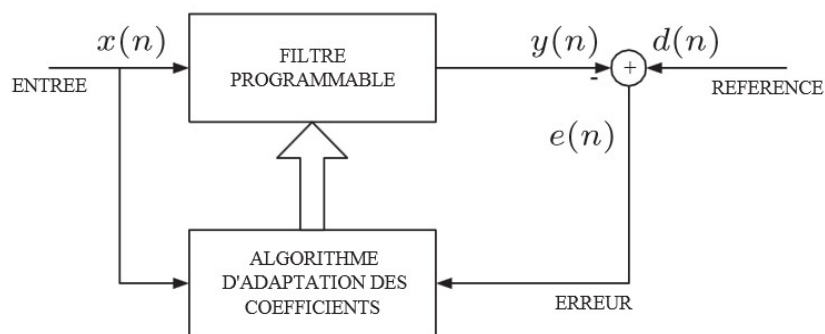 x(n)
ENTREE
FILTRE
PROGRAMMABLE
y(n)
-
+
d(n)
REFERENCE
e(n)
ALGORITHME
D'ADAPTATION DES
COEFFICIENTS
ERREUR